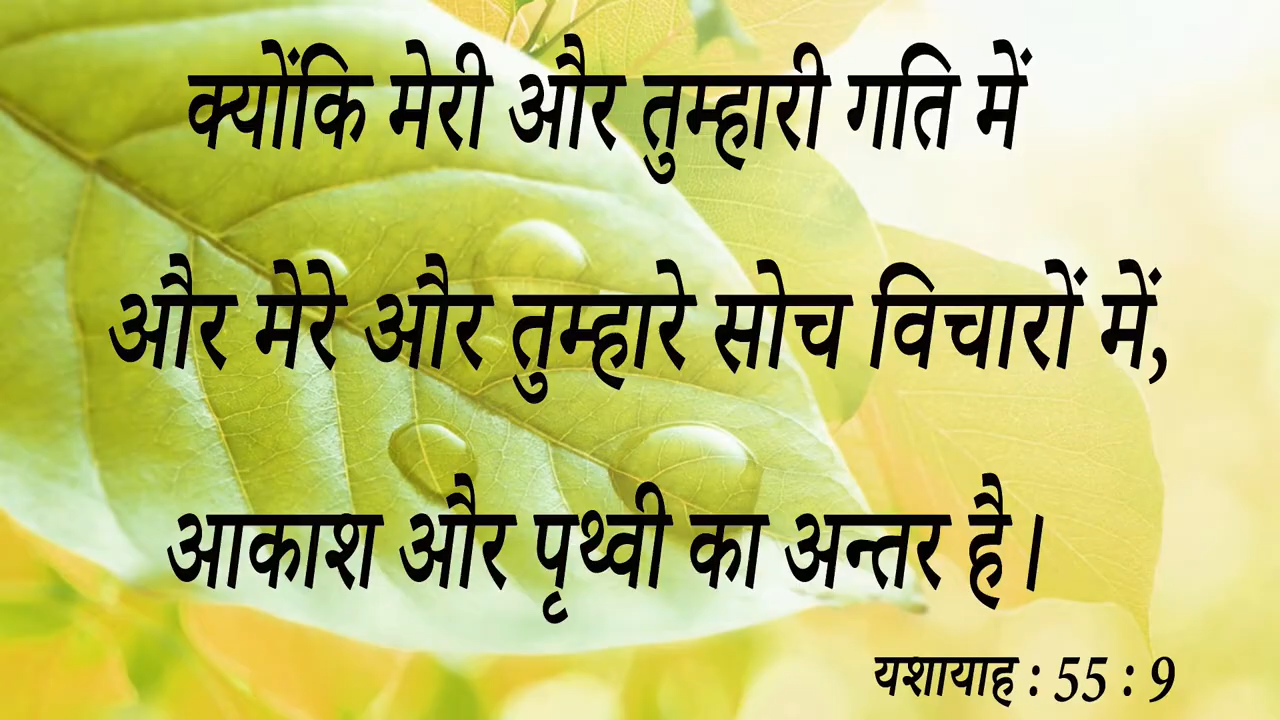 क्योंकि मेरी और तुम्हारी गति में
और मेरे और तुम्हारे सोच विचारों में,
आकाश और पृथ्वी का अन्तर है।
यशायाह : 55 : 9